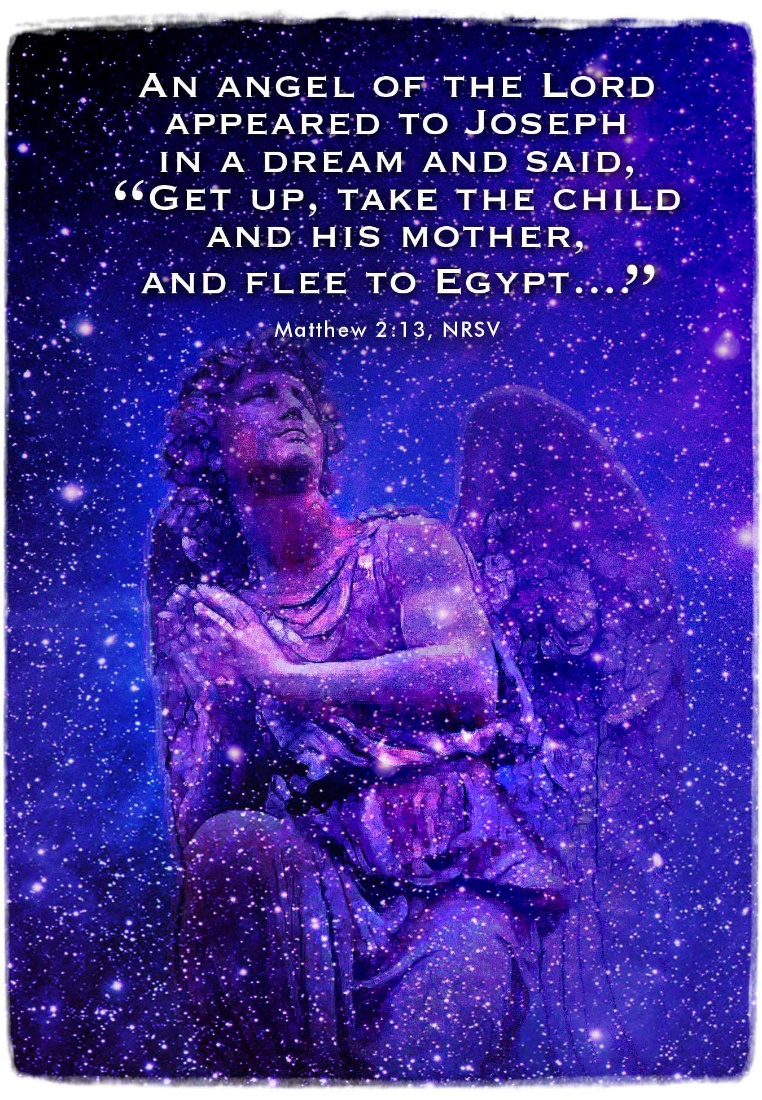 An angel of the Lord
appeared to Joseph
in a dream and said,
“Get up, take the child
and his mother,
and flee to Egypt....”
Matthew 2:13, NRSV